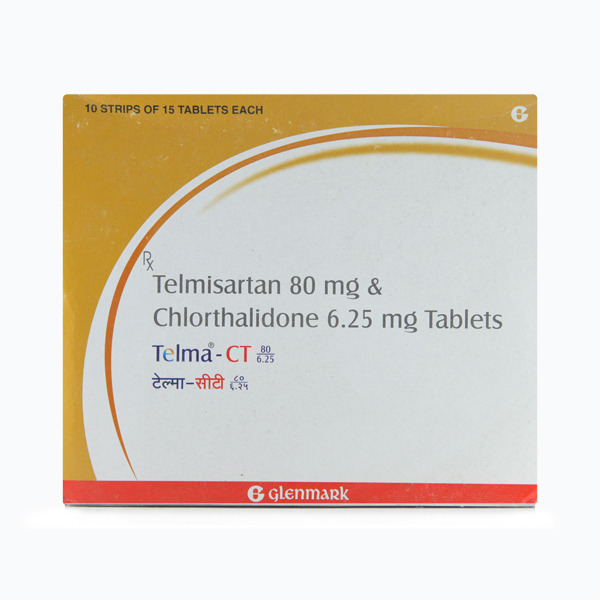 10 STRIPS OF 15 TABLETS EACH
G
Rx
Telmisartan 80 mg &
Chlorthalidone 6.25 mg Tablets
Telma®-CT 80/6.25
टेल्मा-सीटी ८०/६.२५
G glenmark